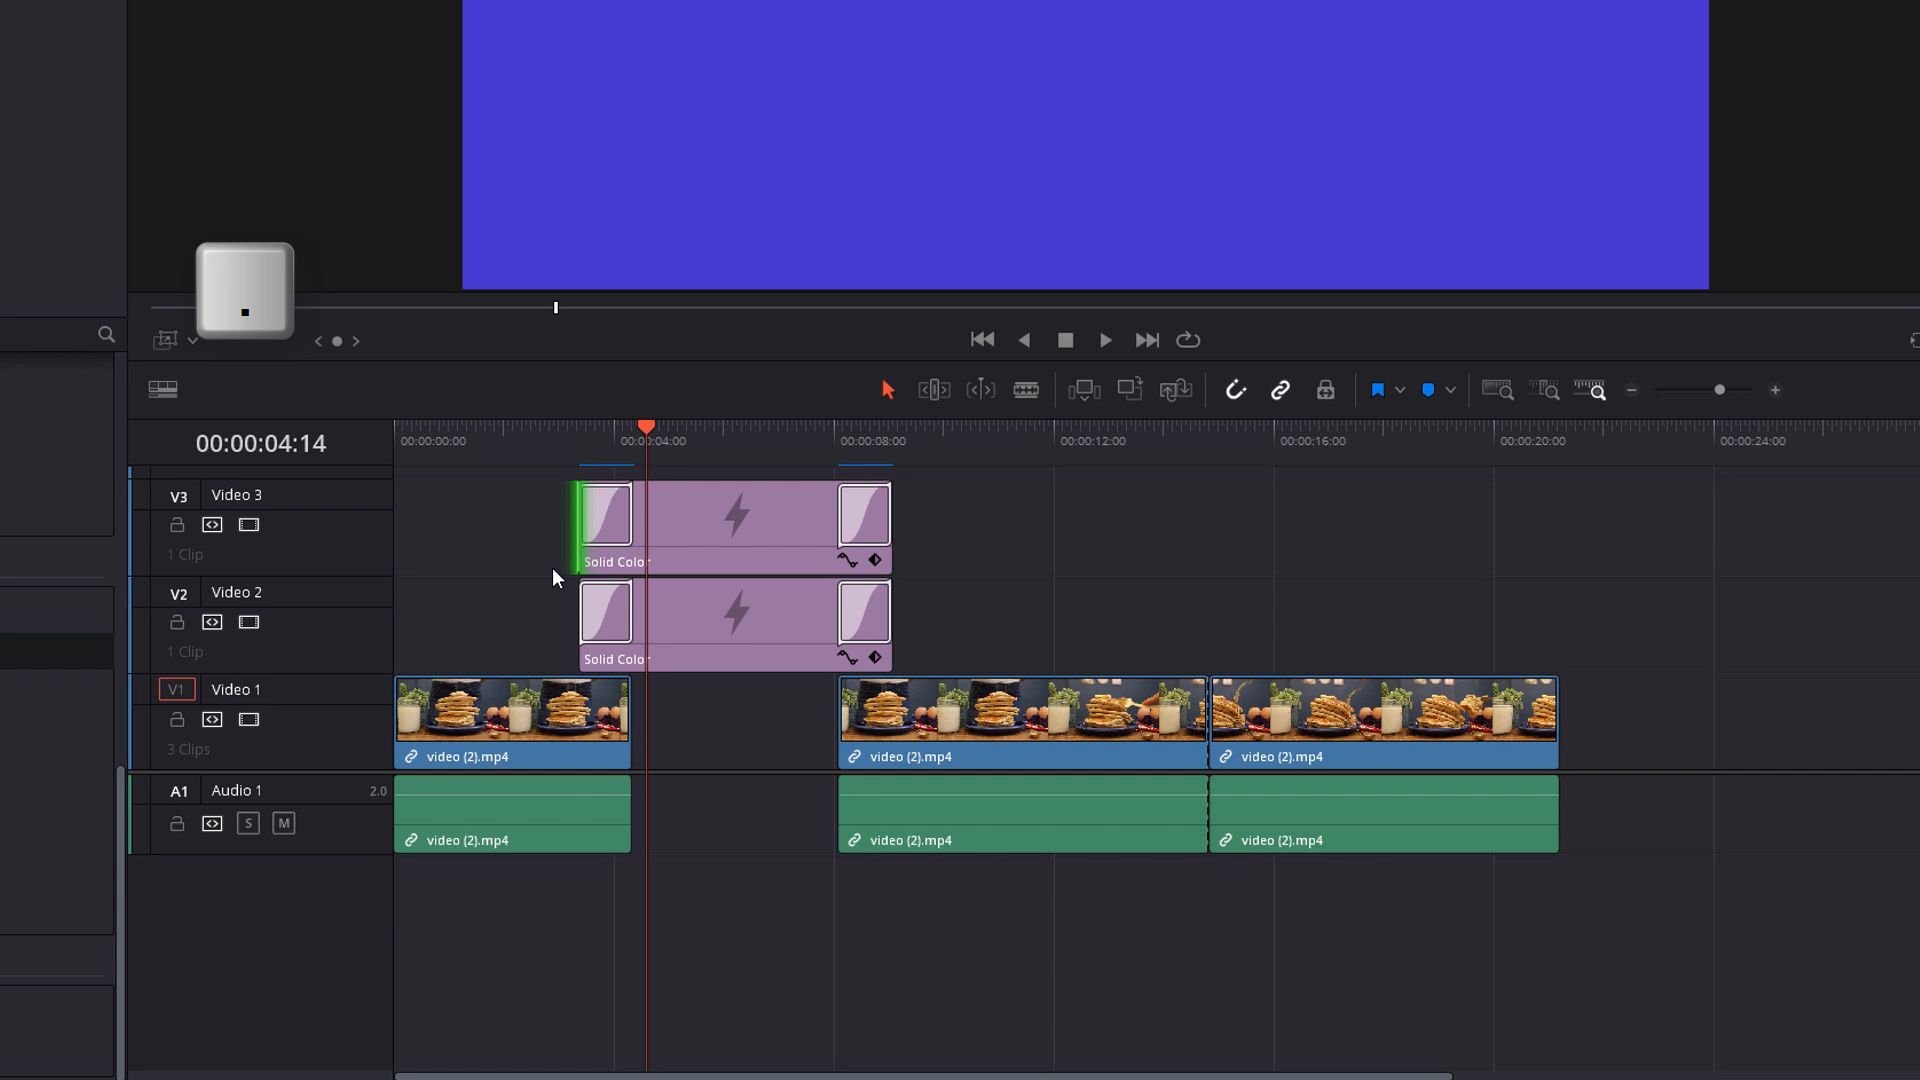 .
00:00:04:14
00:00:00:00
00:00:04:00
00:00:08:00
00:00:12:00
00:00:16:00
00:00:20:00
00:00:24:00
V3 Video 3
1 Clip
Solid Color
V2 Video 2
1 Clip
Solid Color
V1 Video 1
3 Clips
video (2).mp4
video (2).mp4
video (2).mp4
A1 Audio 1 2.0
S M
video (2).mp4
video (2).mp4
video (2).mp4